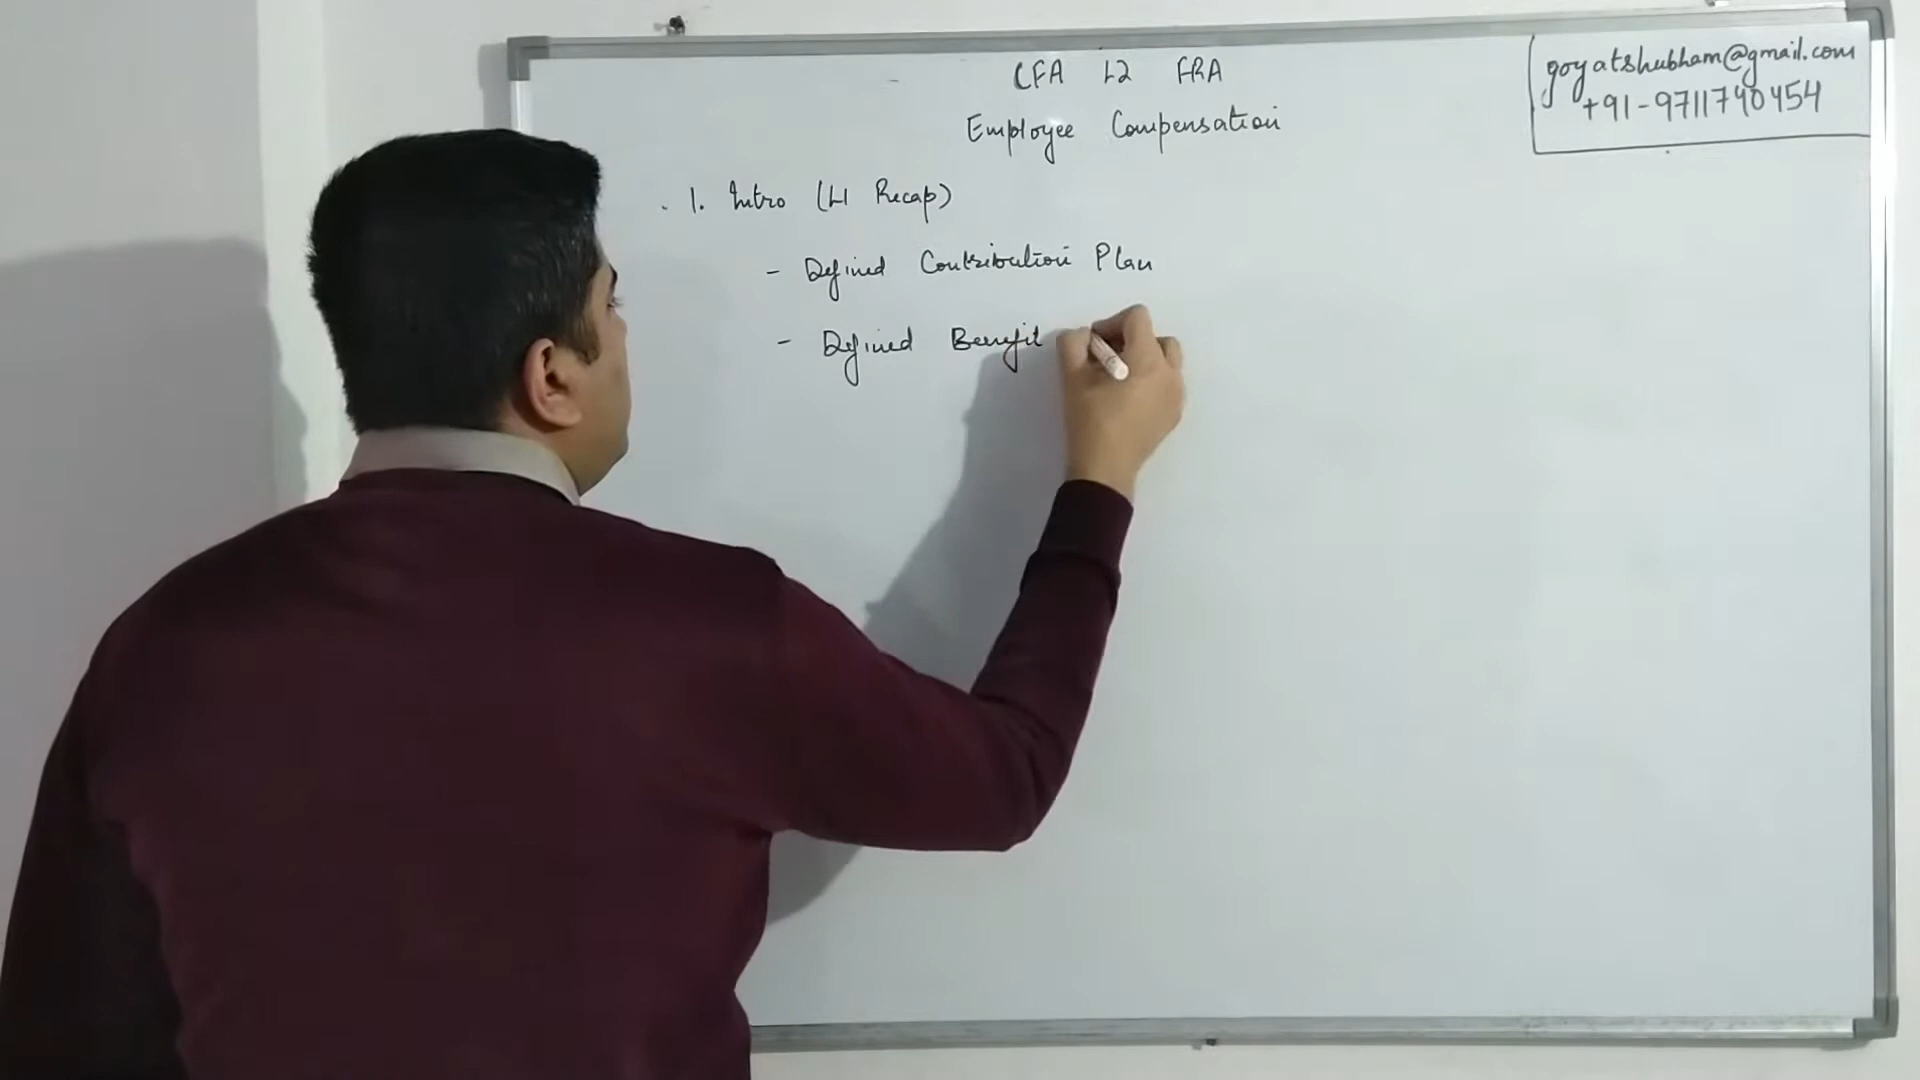 CFA L2 FRA
Employee Compensation
goyatshubham@gmail.com
+91-9711740454
1. Intro (L1 Recap)
- Defined Contribution Plan
- Defined Benefit